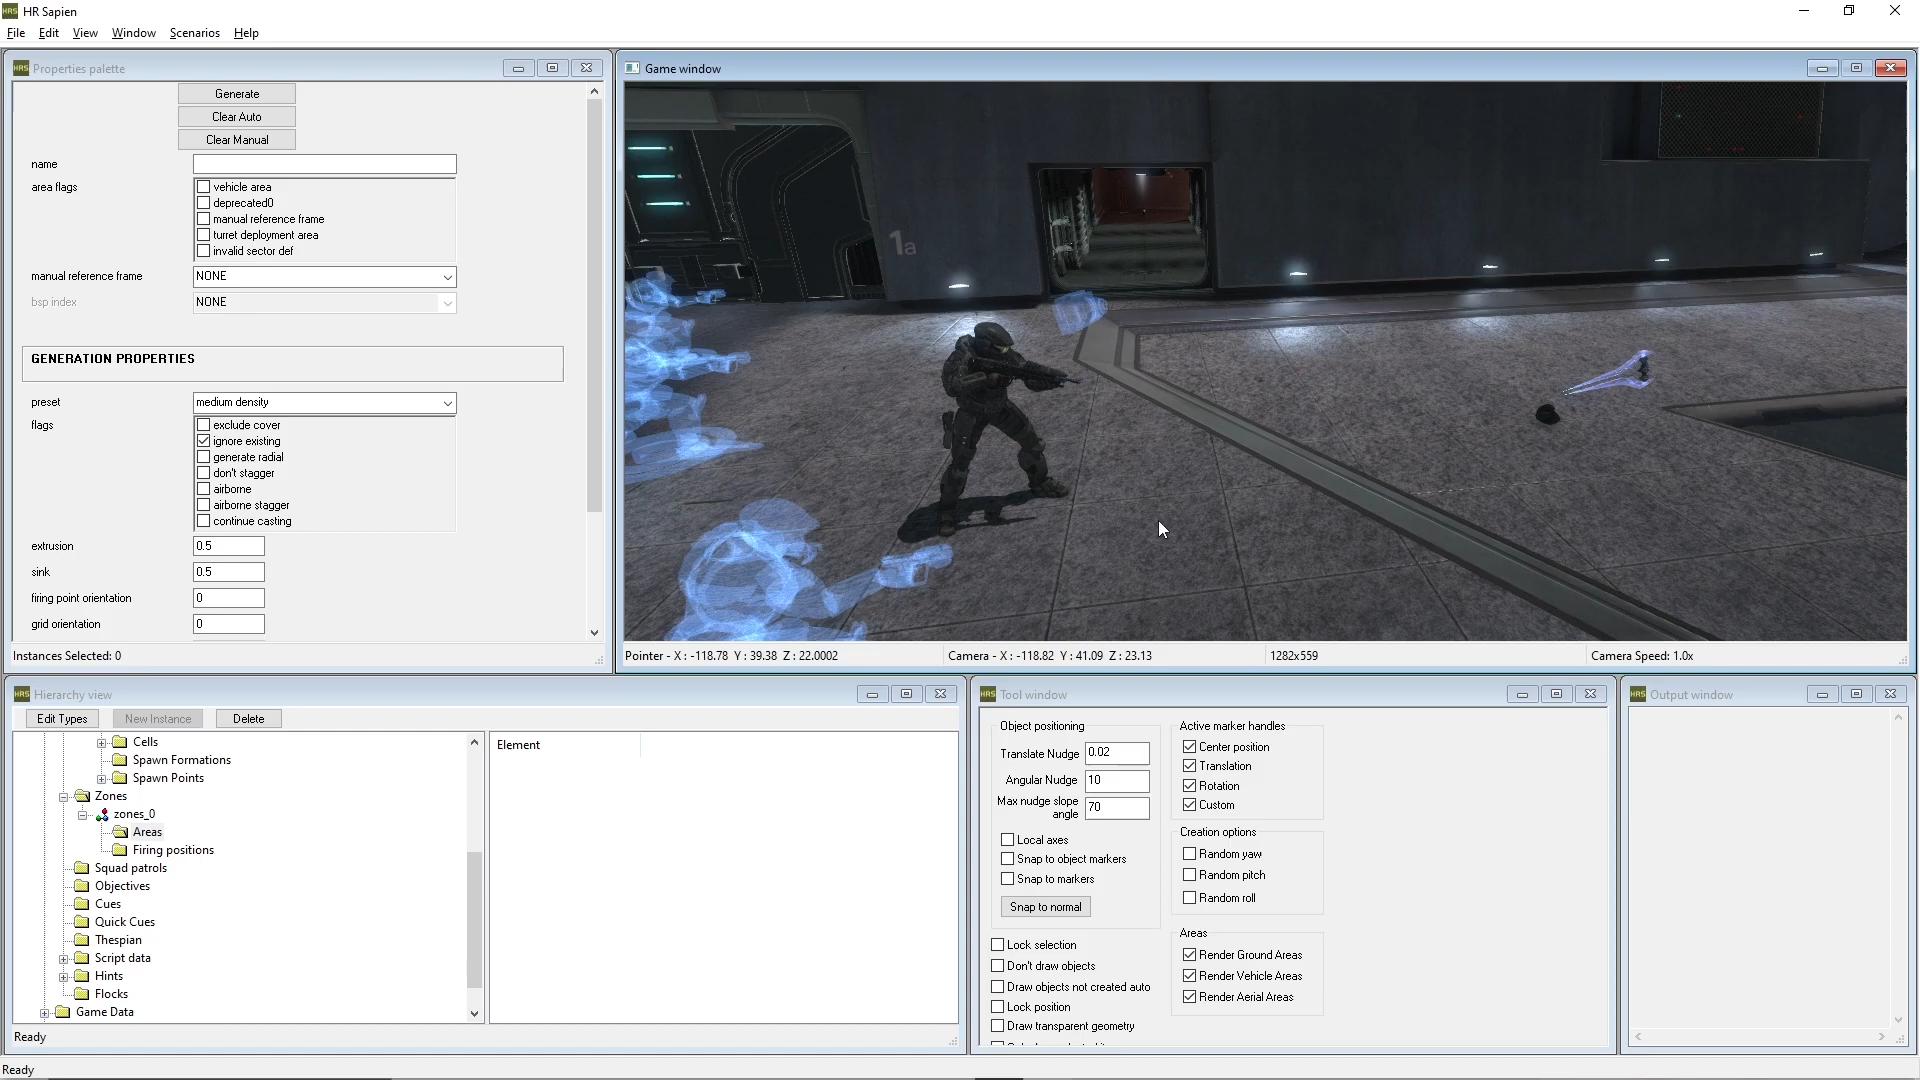 HR Sapien
File Edit View Window Scenarios Help
Properties palette
Generate
Clear Auto
Clear Manual
name
area flags
vehicle area
deprecated0
manual reference frame
turret deployment area
invalid sector def
manual reference frame NONE
bsp index NONE
GENERATION PROPERTIES
preset medium density
flags
exclude cover
ignore existing
generate radial
don't stagger
airborne
airborne stagger
continue casting
extrusion 0.5
sink 0.5
firing point orientation 0
grid orientation 0
Instances Selected: 0
Game window
1a
Pointer - X : -118.78 Y : 39.38 Z : 22.0002
Camera - X : -118.82 Y : 41.09 Z : 23.13
1282x559
Camera Speed: 1.0x
Hierarchy view
Edit Types New Instance Delete
Cells
Spawn Formations
Spawn Points
Zones
zones_0
Areas
Firing positions
Squad patrols
Objectives
Cues
Quick Cues
Thespian
Script data
Hints
Flocks
Game Data
Element
Ready
Tool window
Object positioning
Translate Nudge 0.02
Angular Nudge 10
Max nudge slope angle 70
Local axes
Snap to object markers
Snap to markers
Snap to normal
Lock selection
Don't draw objects
Draw objects not created auto
Lock position
Draw transparent geometry
Active marker handles
Center position
Translation
Rotation
Custom
Creation options
Random yaw
Random pitch
Random roll
Areas
Render Ground Areas
Render Vehicle Areas
Render Aerial Areas
Output window
Ready